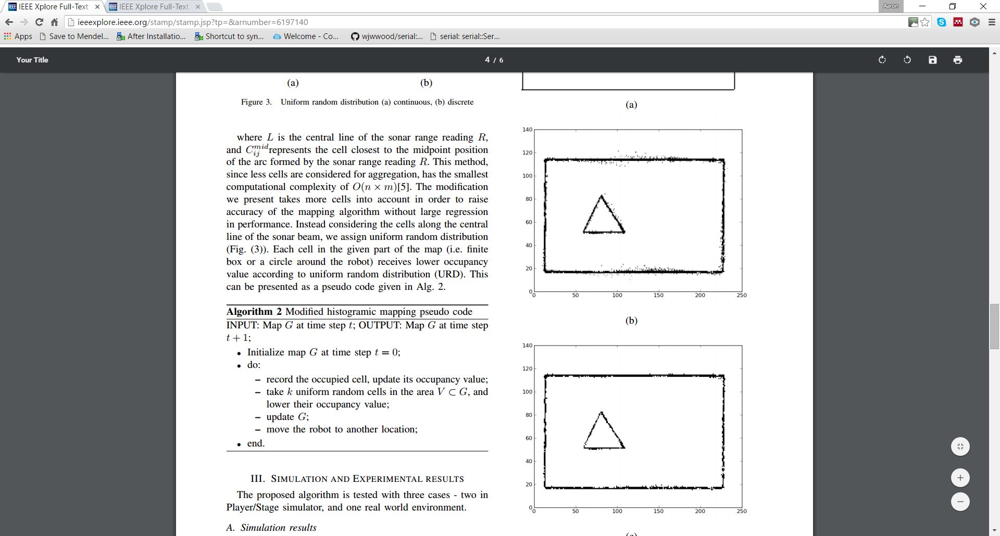 IEEE Xplore Full-Text
IEEE Xplore Full-Text
Aaron
ieeexplore.ieee.org/stamp/stamp.jsp?tp=&arnumber=6197140
Apps
Save to Mendel...
After Installatio...
Shortcut to syn...
Welcome - Co...
wjwwood/serial:...
serial: serial::Ser...
Your Title
4 / 6
(a) (b)
Figure 3. Uniform random distribution (a) continuous, (b) discrete
where L is the central line of the sonar range reading R,
and C_{ij}^{mid} represents the cell closest to the midpoint position
of the arc formed by the sonar range reading R. This method,
since less cells are considered for aggregation, has the smallest
computational complexity of O(n × m)[5]. The modification
we present takes more cells into account in order to raise
accuracy of the mapping algorithm without large regression
in performance. Instead considering the cells along the central
line of the sonar beam, we assign uniform random distribution
(Fig. (3)). Each cell in the given part of the map (i.e. finite
box or a circle around the robot) receives lower occupancy
value according to uniform random distribution (URD). This
can be presented as a pseudo code given in Alg. 2.
Algorithm 2 Modified histogramic mapping pseudo code
INPUT: Map G at time step t; OUTPUT: Map G at time step
t + 1;
• Initialize map G at time step t = 0;
• do:
– record the occupied cell, update its occupancy value;
– take k uniform random cells in the area V ⊂ G, and
lower their occupancy value;
– update G;
– move the robot to another location;
• end.
III. SIMULATION AND EXPERIMENTAL RESULTS
The proposed algorithm is tested with three cases - two in
Player/Stage simulator, and one real world environment.
A. Simulation results
(a)
140
120
100
80
60
40
20
0
0 50 100 150 200 250
(b)
140
120
100
80
60
40
20
0
0 50 100 150 200 250